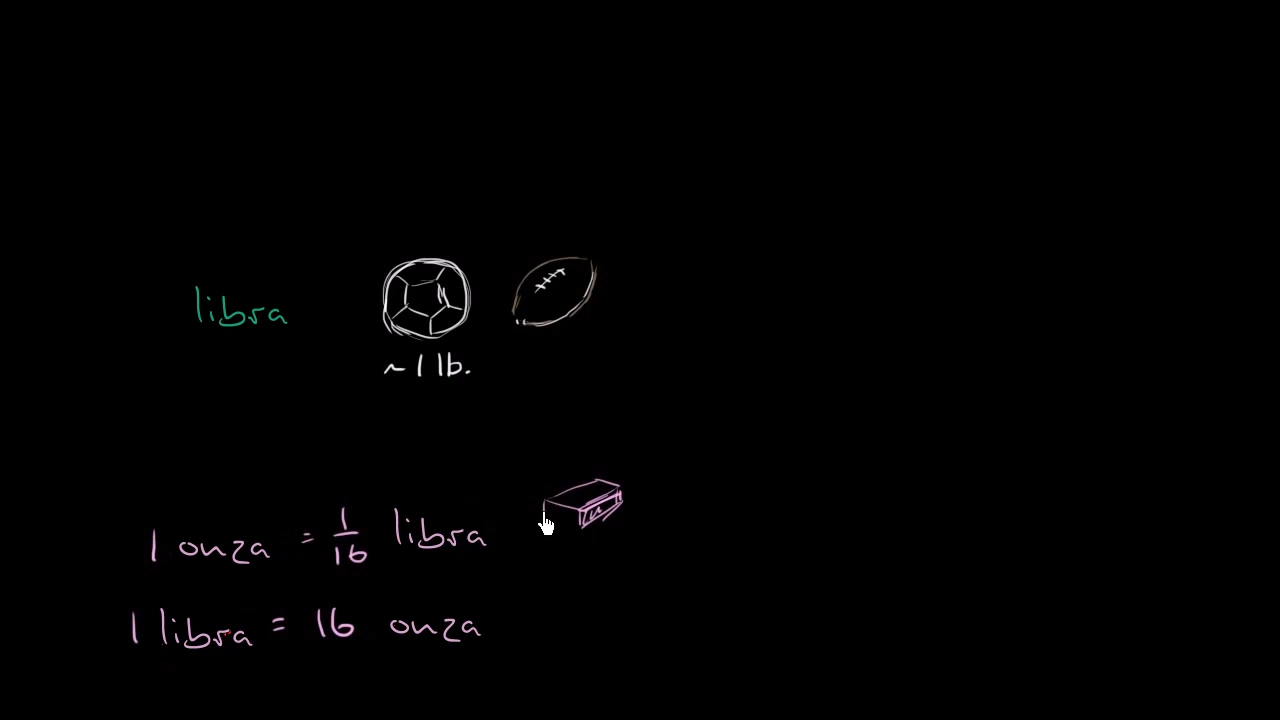 libra
~ 1 lb.
1 onza = 1/16 libra
1 libra = 16 onza